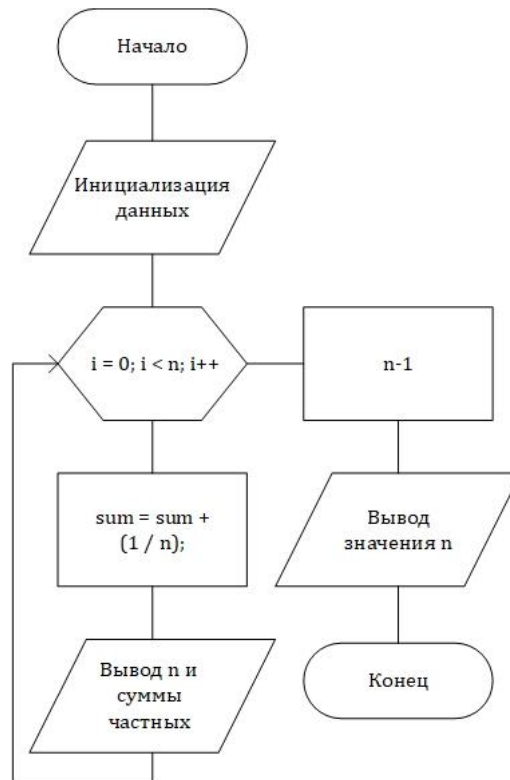 Начало
Инициализация
данных
i = 0; i < n; i++
n-1
sum = sum +
(1 / n);
Вывод
значения n
Вывод n и
суммы
частных
Конец